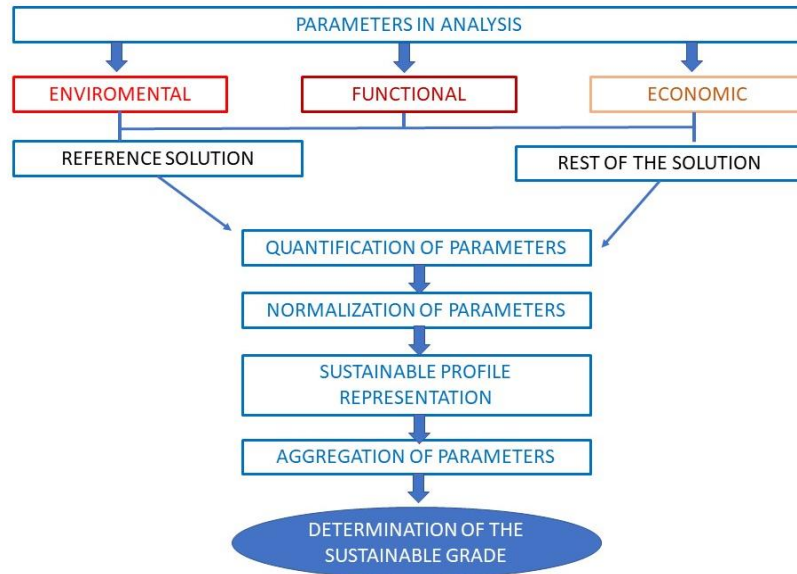 PARAMETERS IN ANALYSIS
ENVIROMENTAL
FUNCTIONAL
ECONOMIC
REFERENCE SOLUTION
REST OF THE SOLUTION
QUANTIFICATION OF PARAMETERS
NORMALIZATION OF PARAMETERS
SUSTAINABLE PROFILE
REPRESENTATION
AGGREGATION OF PARAMETERS
DETERMINATION OF THE
SUSTAINABLE GRADE